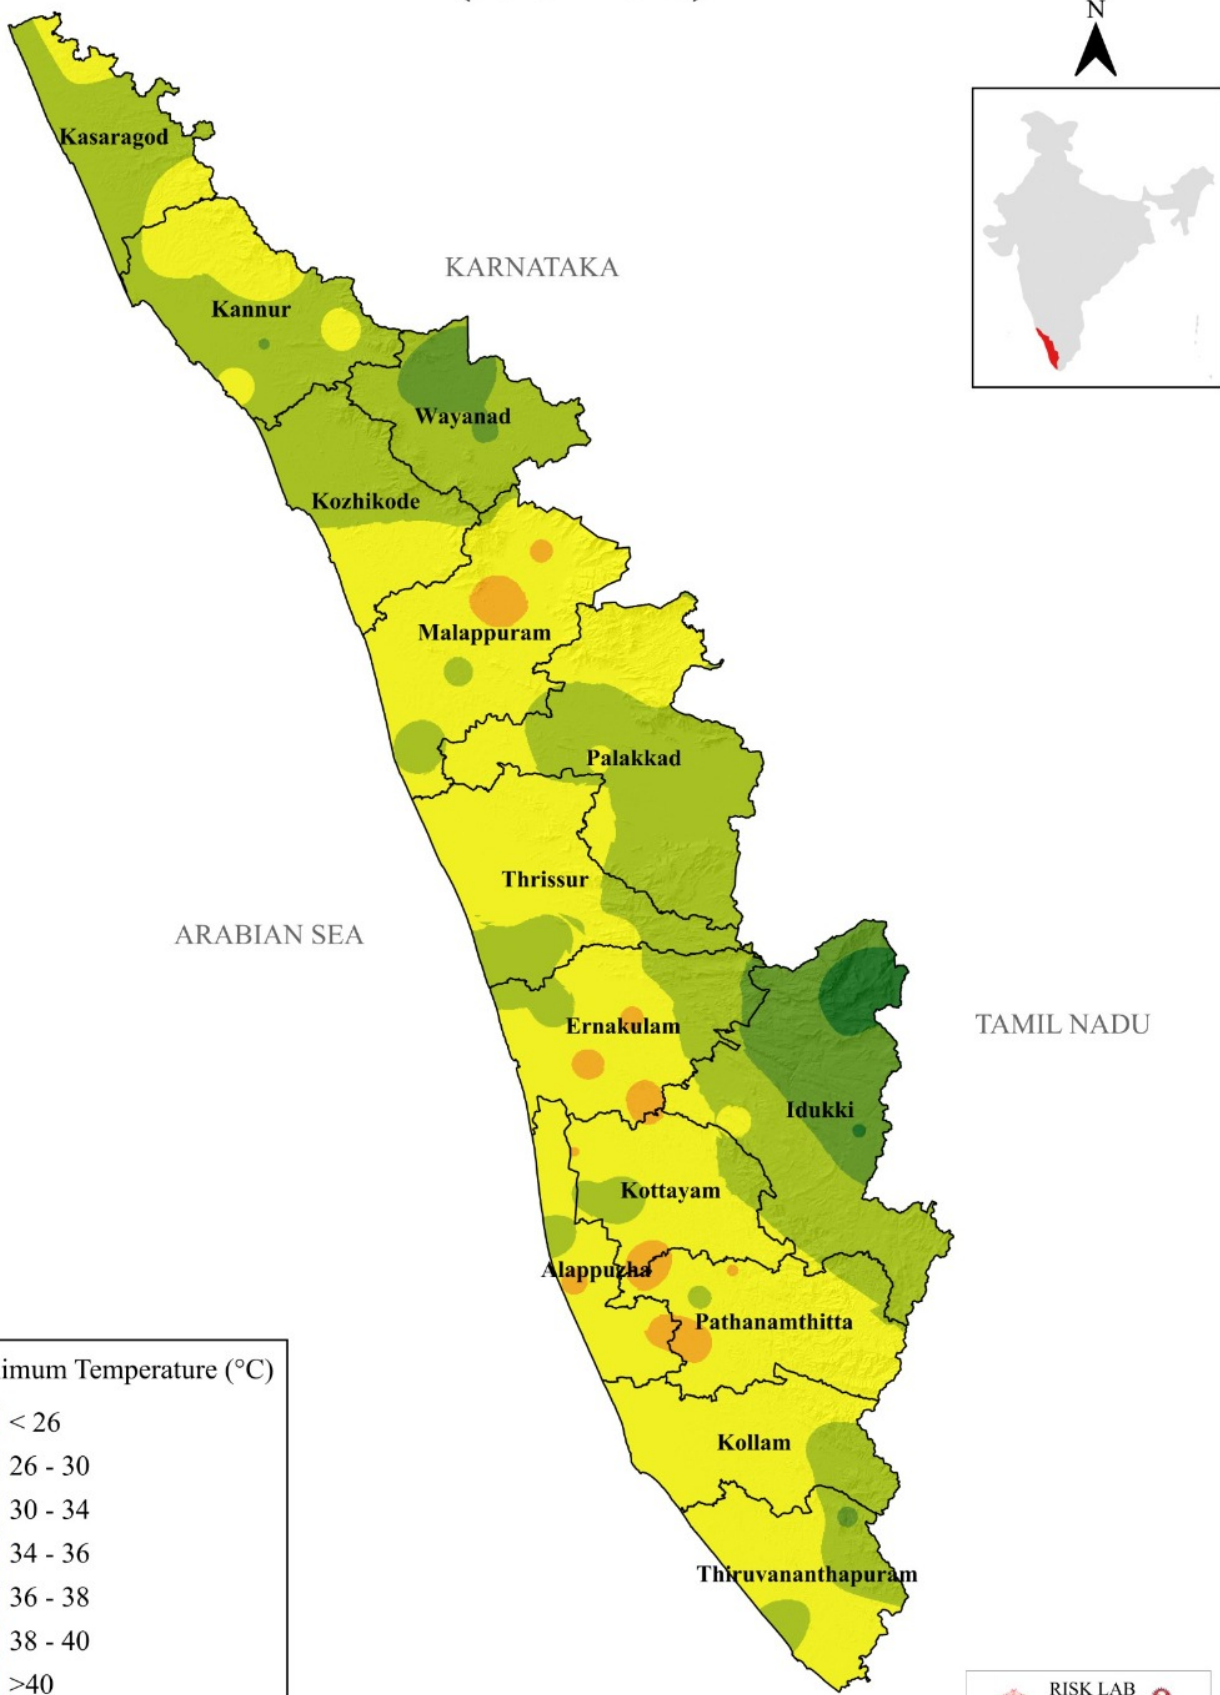 N
Kasaragod
KARNATAKA
Kannur
Wayanad
Kozhikode
Malappuram
Palakkad
Thrissur
ARABIAN SEA
Ernakulam
TAMIL NADU
Idukki
Kottayam
Alappuzha
Pathanamthitta
Kollam
Thiruvananthapuram
imum Temperature (°C)
< 26
26 - 30
30 - 34
34 - 36
36 - 38
38 - 40
>40
RISK LAB